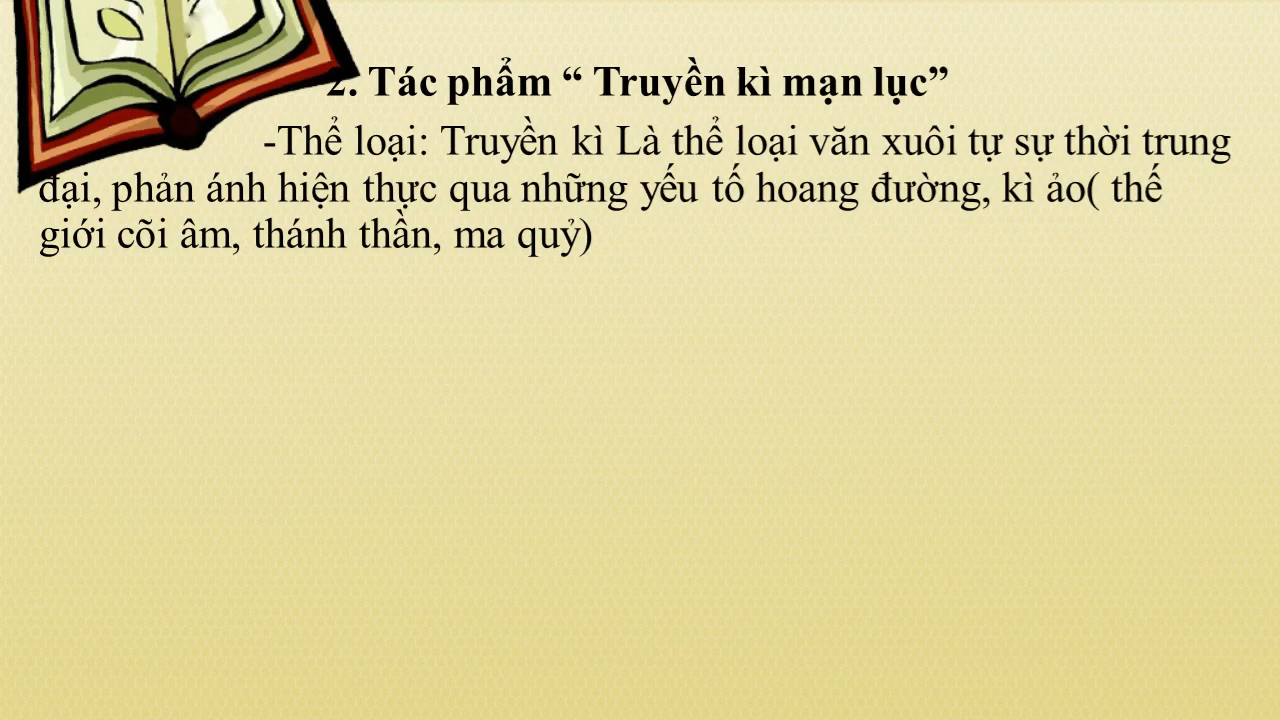 2. Tác phẩm “ Truyền kì mạn lục”
-Thể loại: Truyền kì Là thể loại văn xuôi tự sự thời trung
đại, phản ánh hiện thực qua những yếu tố hoang đường, kì ảo( thế
giới cõi âm, thánh thần, ma quỷ)